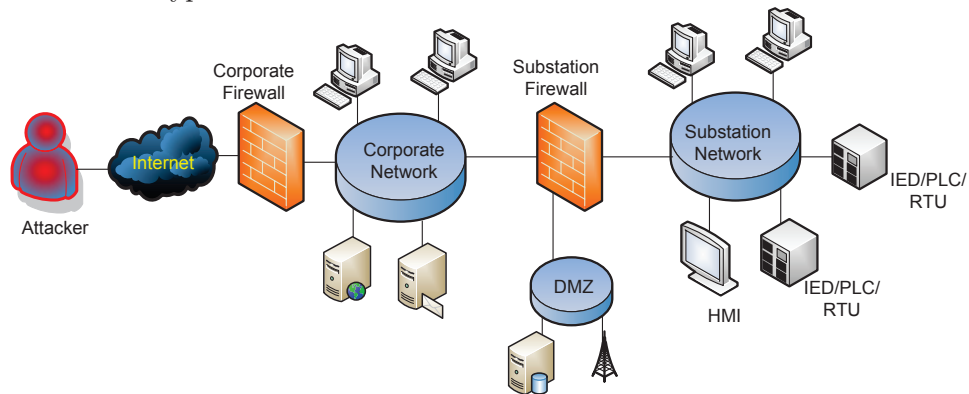 Corporate
Firewall
Substation
Firewall
Internet
Corporate
Network
Substation
Network
Attacker
IED/PLC/
RTU
DMZ
HMI
IED/PLC/
RTU